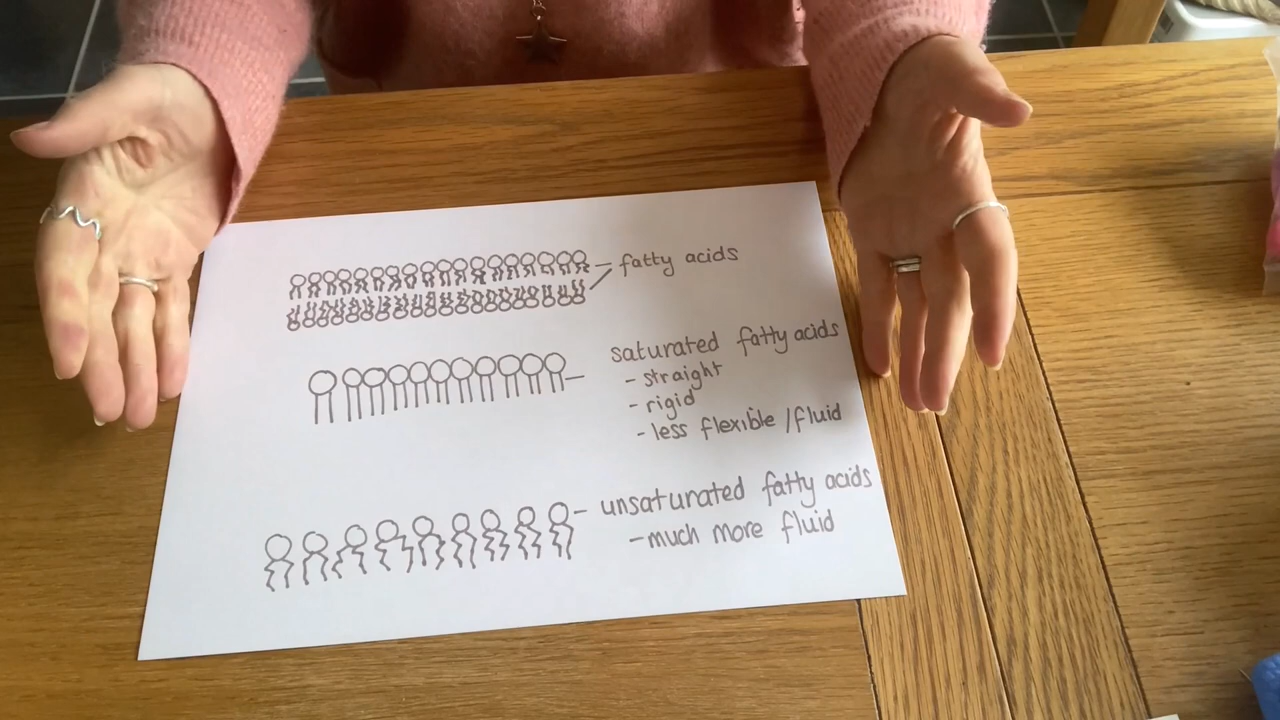 fatty acids
saturated fatty acids
- straight
- rigid
- less flexible / fluid
unsaturated fatty acids
- much more fluid